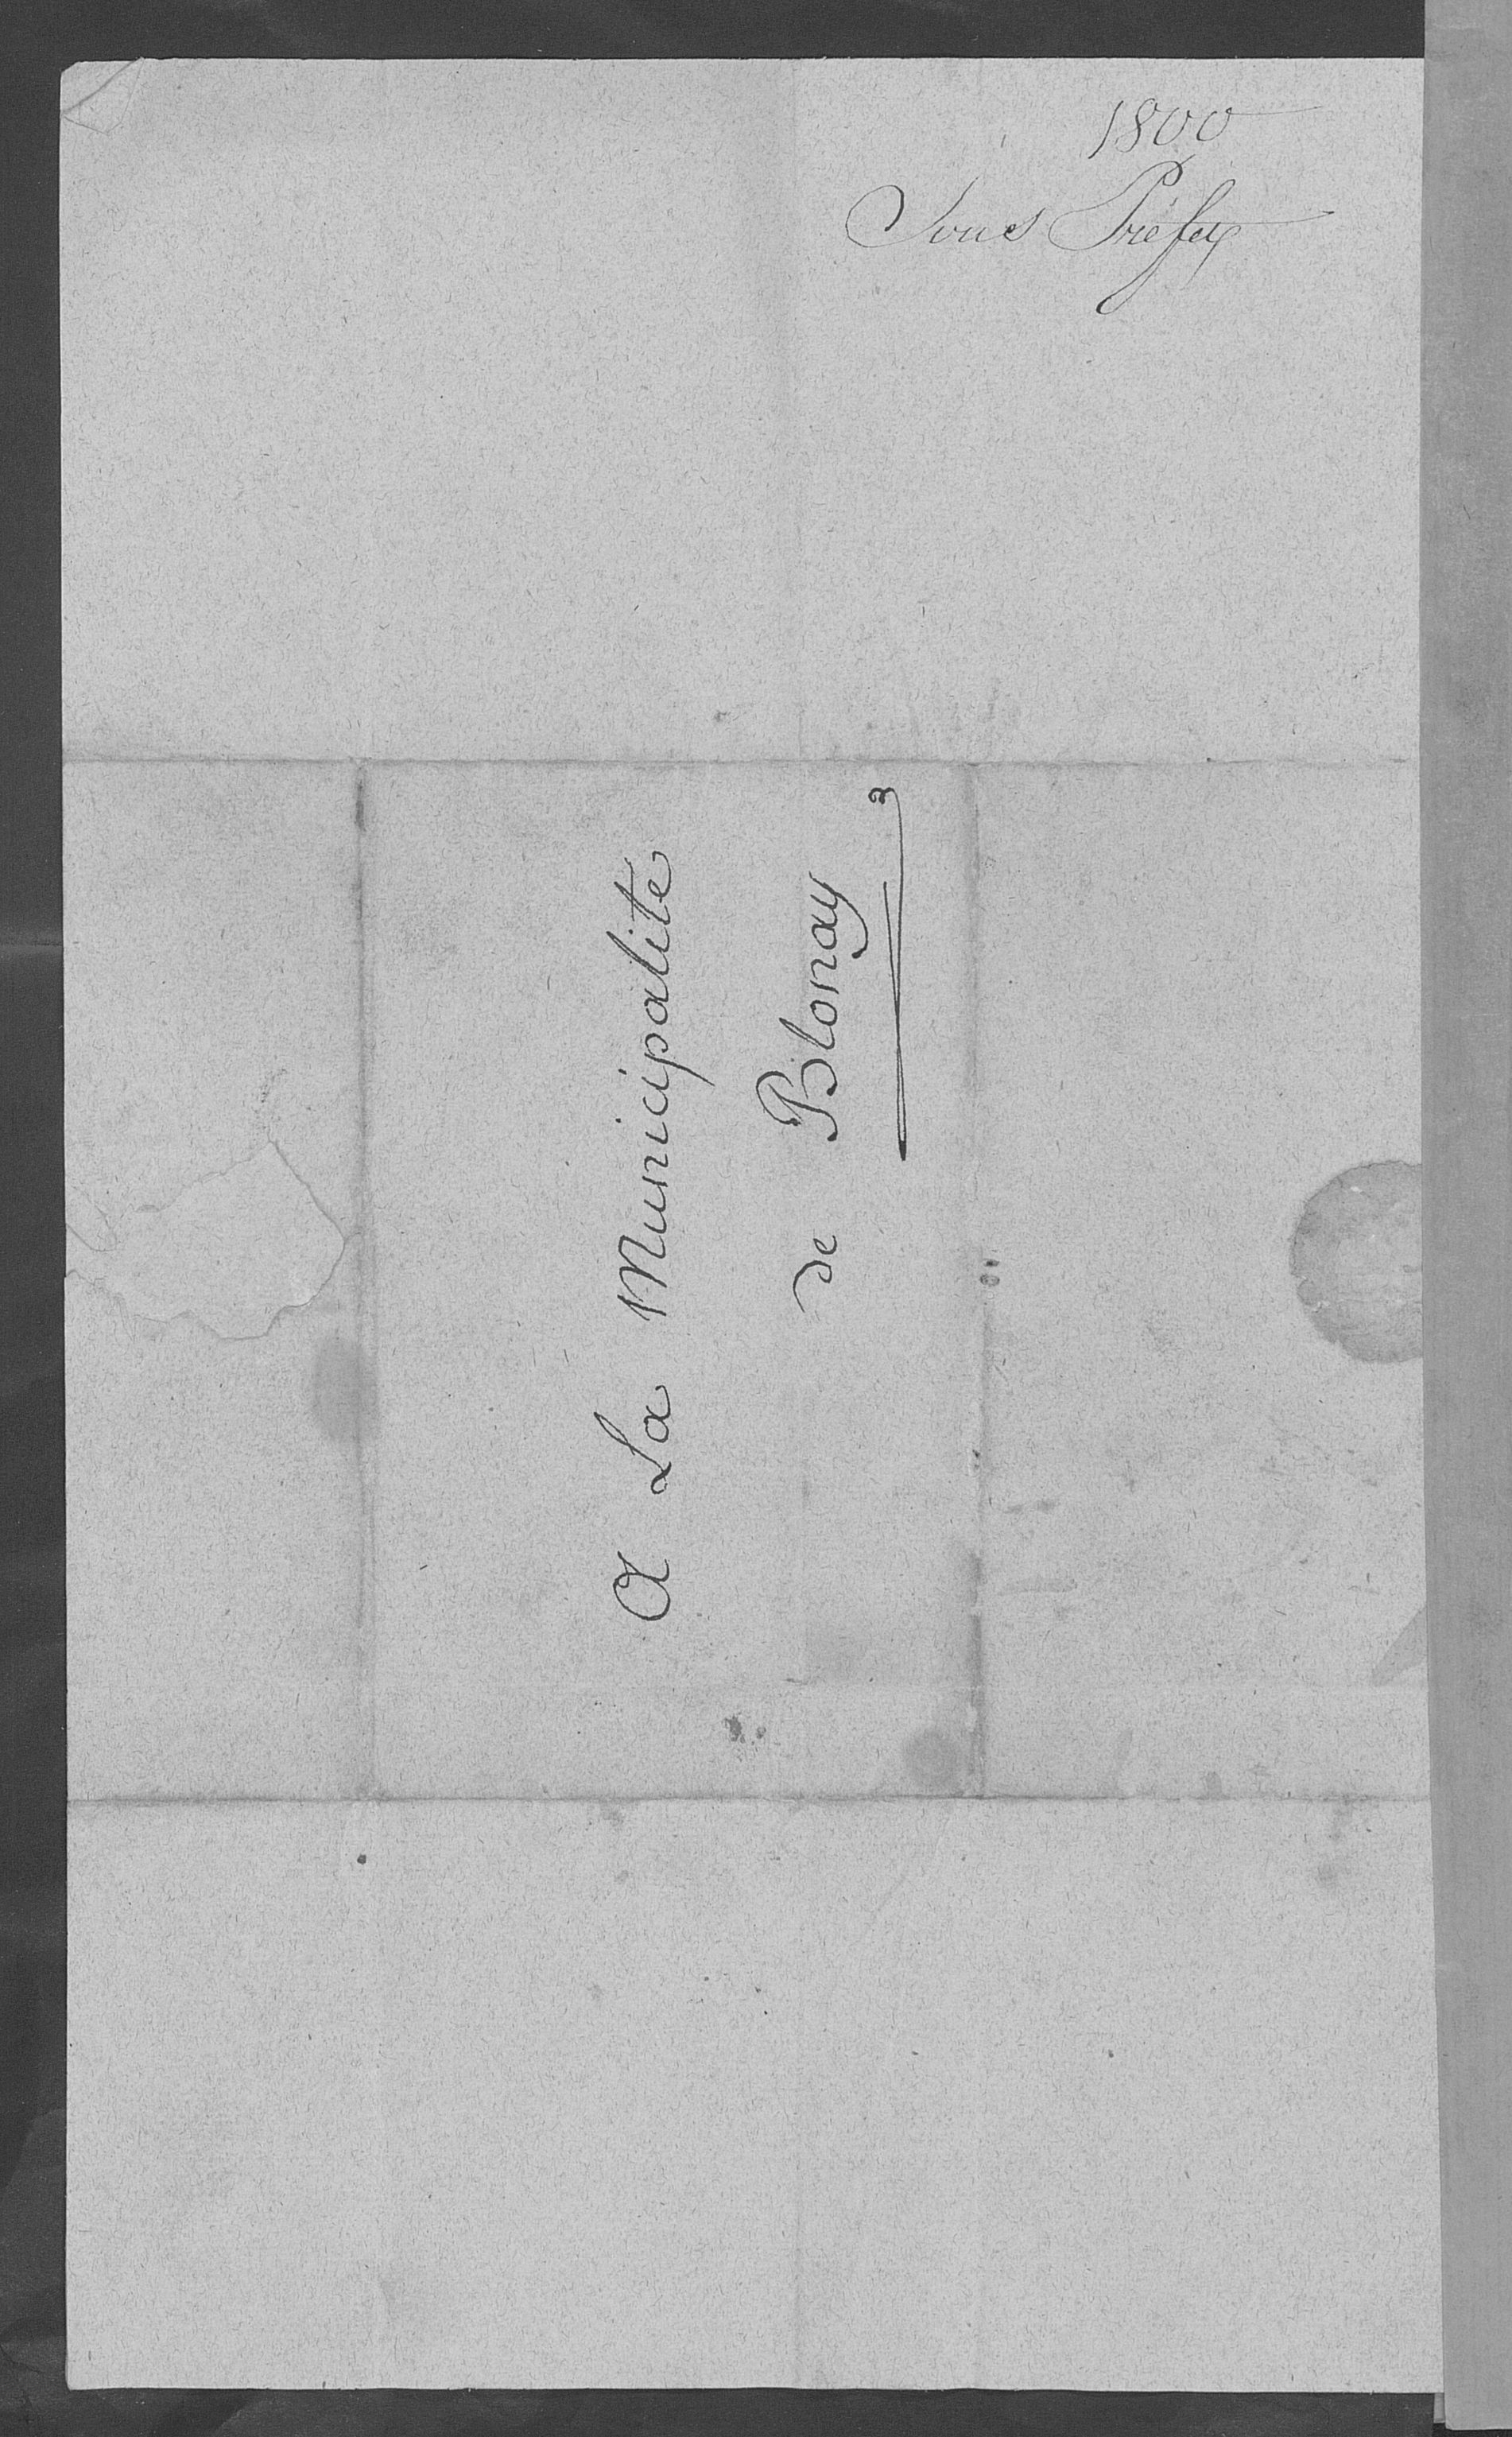 1800
Sous Préfet
A La Municipalité
de Blonay